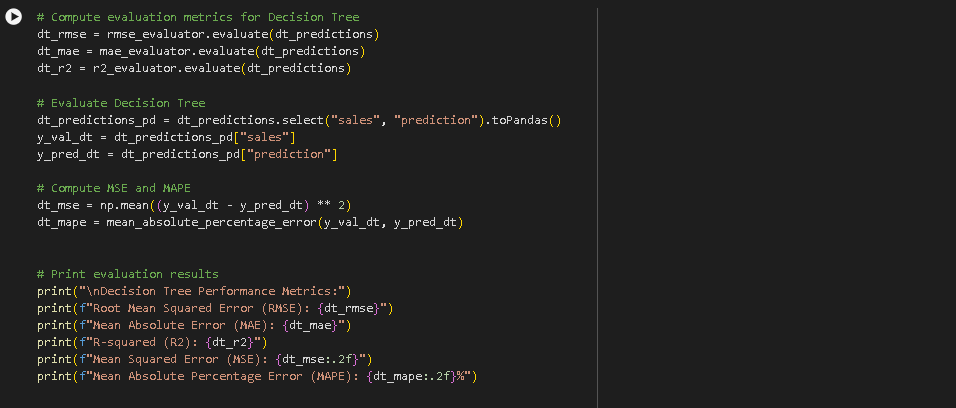 # Compute evaluation metrics for Decision Tree
dt_rmse = rmse_evaluator.evaluate(dt_predictions)
dt_mae = mae_evaluator.evaluate(dt_predictions)
dt_r2 = r2_evaluator.evaluate(dt_predictions)
# Evaluate Decision Tree
dt_predictions_pd = dt_predictions.select("sales", "prediction").toPandas()
y_val_dt = dt_predictions_pd["sales"]
y_pred_dt = dt_predictions_pd["prediction"]
# Compute MSE and MAPE
dt_mse = np.mean((y_val_dt - y_pred_dt) ** 2)
dt_mape = mean_absolute_percentage_error(y_val_dt, y_pred_dt)
# Print evaluation results
print("\nDecision Tree Performance Metrics:")
print(f"Root Mean Squared Error (RMSE): {dt_rmse}")
print(f"Mean Absolute Error (MAE): {dt_mae}")
print(f"R-squared (R2): {dt_r2}")
print(f"Mean Squared Error (MSE): {dt_mse:.2f}")
print(f"Mean Absolute Percentage Error (MAPE): {dt_mape:.2f}%")